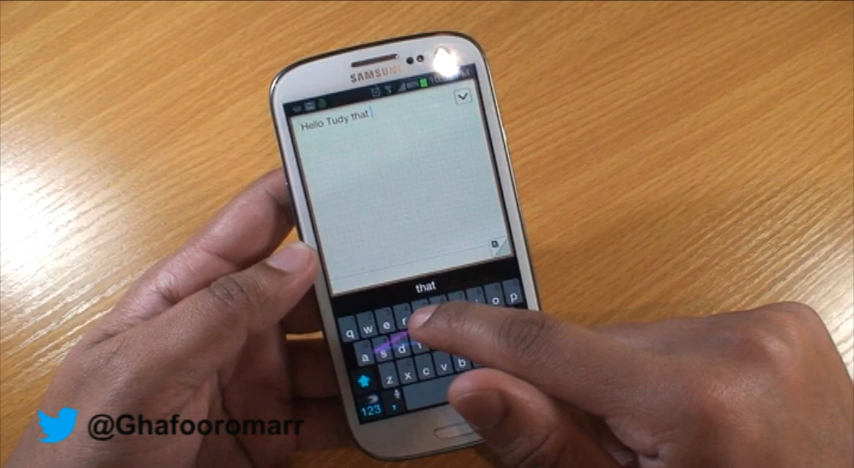 SAMSUNG
Hello Tudy that
that
q w e o p
a s d
z x c v b
123 ,
@Ghafooromarr